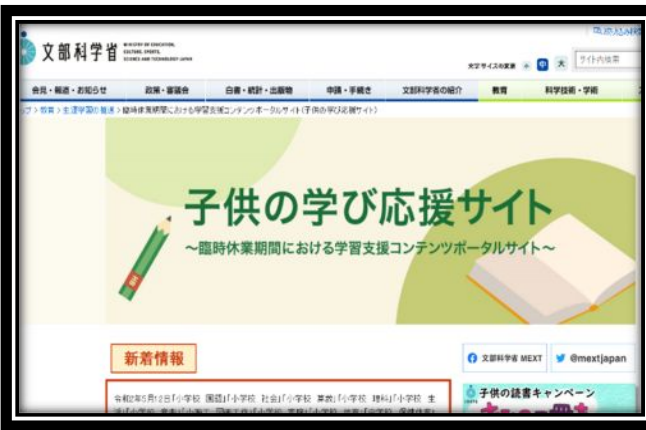 文部科学省
MINISTRY OF EDUCATION,
CULTURE, SPORTS,
SCIENCE AND TECHNOLOGY-JAPAN
文字サイズの変更 小 中 大 サイト内検索
会見・報道・お知らせ 政策・審議会 白書・統計・出版物 申請・手続き 文部科学省の紹介 教育 科学技術・学術
教育 > 生涯学習の推進 > 臨時休業期間における学習支援コンテンツポータルサイト(子供の学び応援サイト)
子供の学び応援サイト
～臨時休業期間における学習支援コンテンツポータルサイト～
新着情報
文部科学省 MEXT
@mextjapan
令和2年5月12日「小学校 国語」「小学校 社会」「小学校 算数」「小学校 理科」「小学校 生
子供の読書キャンペーン